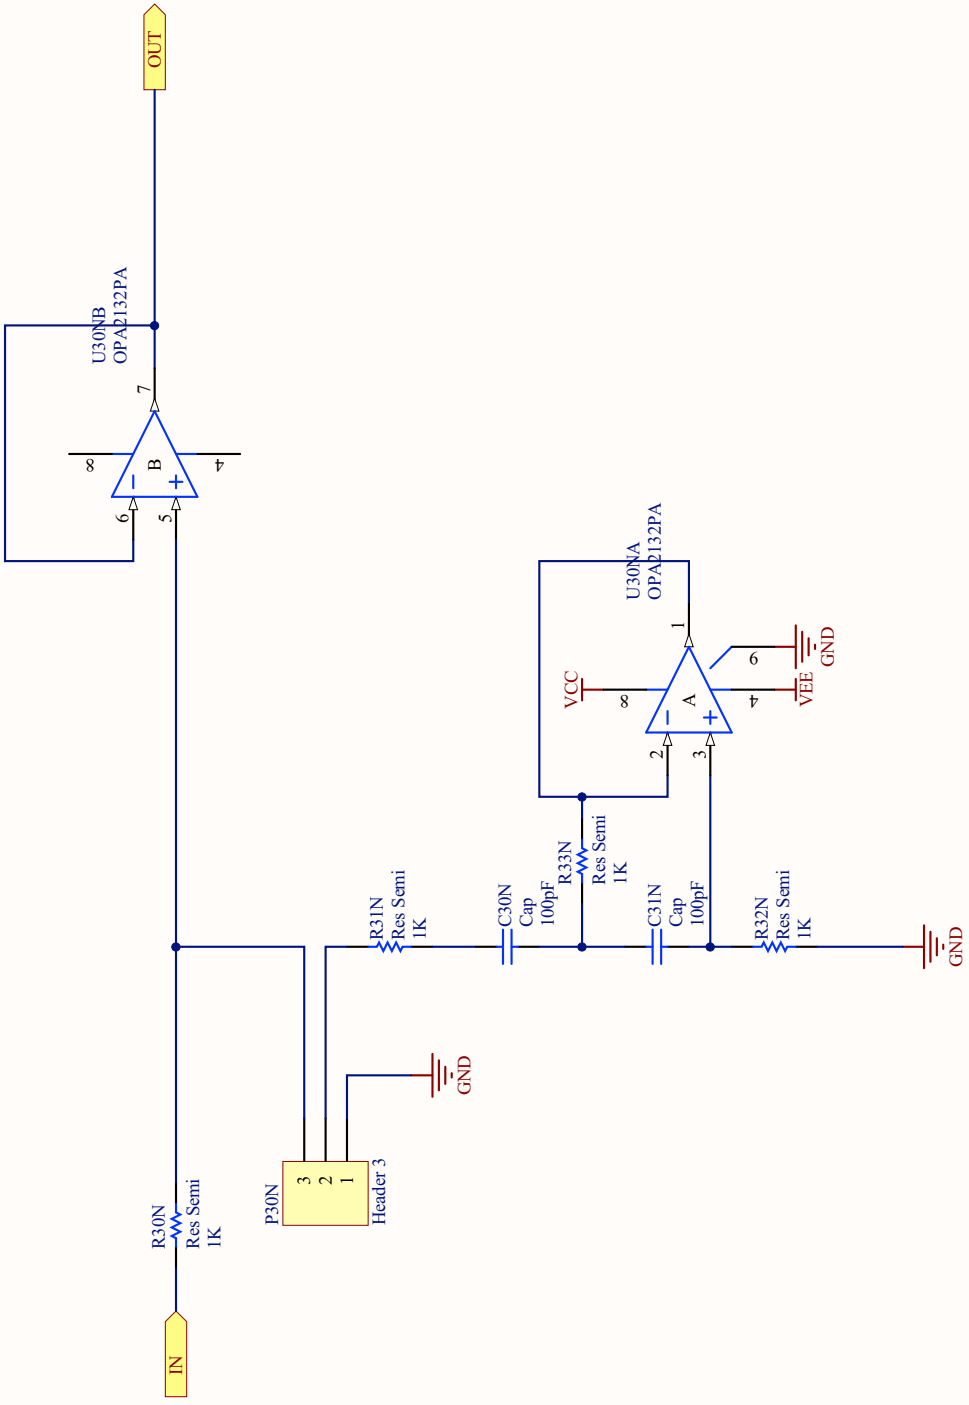 OUT
U30NB
OPA2132PA
7
8
B
4
6
5
U30NA
OPA2132PA
1
VCC
8
A
6
GND
4
VEE
2
3
R33N
Res Semi
1K
R31N
Res Semi
1K
C30N
Cap
100pF
C31N
Cap
100pF
R32N
Res Semi
1K
GND
GND
P30N
3
2
1
Header 3
R30N
Res Semi
1K
IN